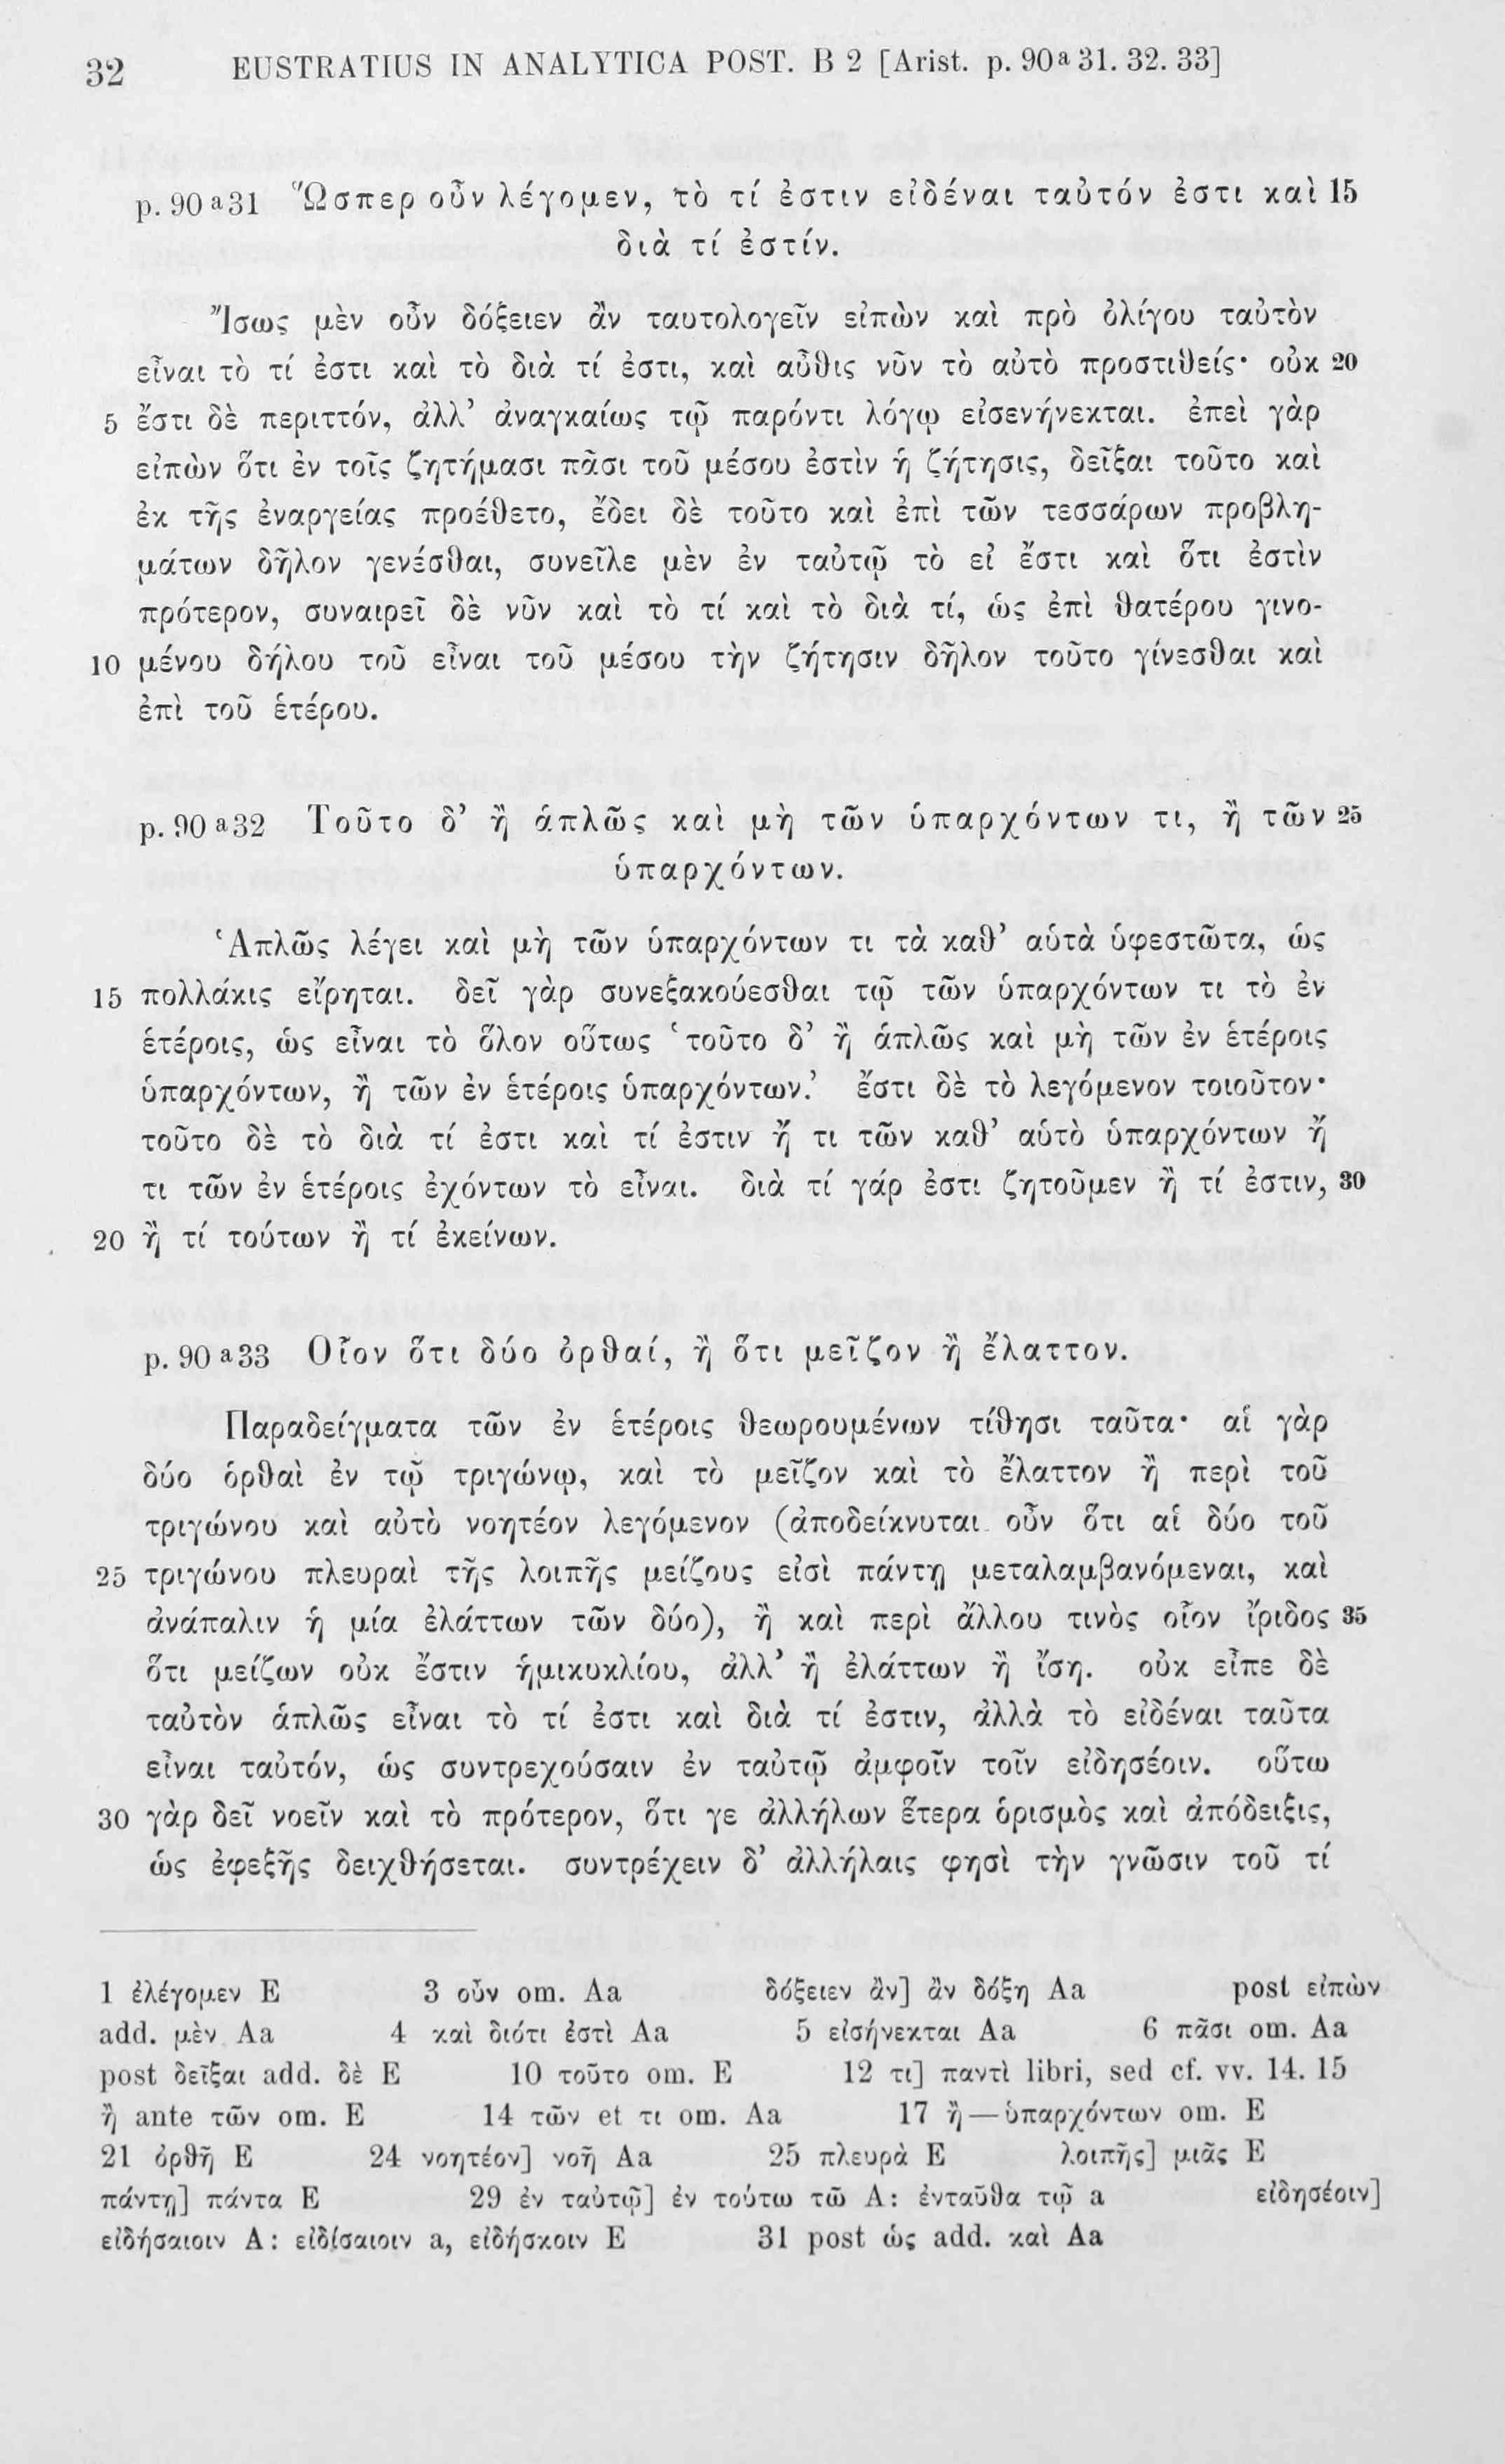 32 EUSTRATIUS IN ANALYTICA POST. B 2 [Arist. p. 90a31. 32. 33]
p. 90a31 Ὥσπερ οὖν λέγομεν, τὸ τί ἐστιν εἰδέναι ταὐτόν ἐστι καὶ 15
διὰ τί ἐστίν.
Ἴσως μὲν οὖν δόξειεν ἂν ταυτολογεῖν εἰπὼν καὶ πρὸ ὀλίγου ταὐτὸν
εἶναι τὸ τί ἐστι καὶ τὸ διὰ τί ἐστι, καὶ αὖθις νῦν τὸ αὐτὸ προστιθείς· οὐκ 20
5 ἔστι δὲ περιττόν, ἀλλ’ ἀναγκαίως τῷ παρόντι λόγῳ εἰσενήνεκται. ἐπεὶ γὰρ
εἰπὼν ὅτι ἐν τοῖς ζητήμασι πᾶσι τοῦ μέσου ἐστὶν ἡ ζήτησις, δεῖξαι τοῦτο καὶ
ἐκ τῆς ἐναργείας προέθετο, ἔδει δὲ τοῦτο καὶ ἐπὶ τῶν τεσσάρων προβλη-
μάτων δῆλον γενέσθαι, συνεῖλε μὲν ἐν ταὐτῷ τὸ εἰ ἔστι καὶ ὅτι ἐστὶν
πρότερον, συναιρεῖ δὲ νῦν καὶ τὸ τί καὶ τὸ διὰ τί, ὡς ἐπὶ θατέρου γινο-
10 μένου δήλου τοῦ εἶναι τοῦ μέσου τὴν ζήτησιν δῆλον τοῦτο γίνεσθαι καὶ
ἐπὶ τοῦ ἑτέρου.
p. 90a32 Τοῦτο δ’ ἢ ἁπλῶς καὶ μὴ τῶν ὑπαρχόντων τι, ἢ τῶν 25
ὑπαρχόντων.
Ἁπλῶς λέγει καὶ μὴ τῶν ὑπαρχόντων τι τὰ καθ’ αὑτὰ ὑφεστῶτα, ὡς
15 πολλάκις εἴρηται. δεῖ γὰρ συνεξακούεσθαι τῷ τῶν ὑπαρχόντων τι τὸ ἐν
ἑτέροις, ὡς εἶναι τὸ ὅλον οὕτως ‘τοῦτο δ’ ἢ ἁπλῶς καὶ μὴ τῶν ἐν ἑτέροις
ὑπαρχόντων, ἢ τῶν ἐν ἑτέροις ὑπαρχόντων.’ ἔστι δὲ τὸ λεγόμενον τοιοῦτον·
τοῦτο δὲ τὸ διὰ τί ἐστι καὶ τί ἐστιν ἤ τι τῶν καθ’ αὑτὸ ὑπαρχόντων ἤ
τι τῶν ἐν ἑτέροις ἐχόντων τὸ εἶναι. διὰ τί γάρ ἐστι ζητοῦμεν ἢ τί ἐστιν, 30
20 ἢ τί τούτων ἢ τί ἐκείνων.
p. 90a33 Οἷον ὅτι δύο ὀρθαί, ἢ ὅτι μεῖζον ἢ ἔλαττον.
Παραδείγματα τῶν ἐν ἑτέροις θεωρουμένων τίθησι ταῦτα· αἱ γὰρ
δύο ὀρθαὶ ἐν τῷ τριγώνῳ, καὶ τὸ μεῖζον καὶ τὸ ἔλαττον ἢ περὶ τοῦ
τριγώνου καὶ αὐτὸ νοητέον λεγόμενον (ἀποδείκνυται οὖν ὅτι αἱ δύο τοῦ
25 τριγώνου πλευραὶ τῆς λοιπῆς μείζους εἰσὶ πάντῃ μεταλαμβανόμεναι, καὶ
ἀνάπαλιν ἡ μία ἐλάττων τῶν δύο), ἢ καὶ περὶ ἄλλου τινὸς οἷον ἴριδος 35
ὅτι μείζων οὐκ ἔστιν ἡμικυκλίου, ἀλλ’ ἢ ἐλάττων ἢ ἴση. οὐκ εἶπε δὲ
ταὐτὸν ἁπλῶς εἶναι τὸ τί ἐστι καὶ διὰ τί ἐστιν, ἀλλὰ τὸ εἰδέναι ταῦτα
εἶναι ταὐτόν, ὡς συντρεχούσαιν ἐν ταὐτῷ ἀμφοῖν τοῖν εἰδησέοιν. οὕτω
30 γὰρ δεῖ νοεῖν καὶ τὸ πρότερον, ὅτι γε ἀλλήλων ἕτερα ὁρισμὸς καὶ ἀπόδειξις,
ὡς ἐφεξῆς δειχθήσεται. συντρέχειν δ’ ἀλλήλαις φησὶ τὴν γνῶσιν τοῦ τί
1 ἐλέγομεν E 3 οὖν om. Aa δόξειεν ἂν] ἂν δόξη Aa post εἰπὼν
add. μὲν Aa 4 καὶ διότι ἐστὶ Aa 5 εἰσήνεκται Aa 6 πᾶσι om. Aa
post δεῖξαι add. δὲ E 10 τοῦτο om. E 12 τι] παντὶ libri, sed cf. vv. 14. 15
ἢ ante τῶν om. E 14 τῶν et τι om. Aa 17 ἢ — ὑπαρχόντων om. E
21 ὀρθῆ E 24 νοητέον] νοῆ Aa 25 πλευρὰ E λοιπῆς] μιᾶς E
πάντῃ] πάντα E 29 ἐν ταὐτῷ] ἐν τούτω τῶ A: ἐνταῦθα τῷ a εἰδησέοιν]
εἰδήσαιοιν A: εἰδίσαιοιν a, εἰδήσκοιν E 31 post ὡς add. καὶ Aa